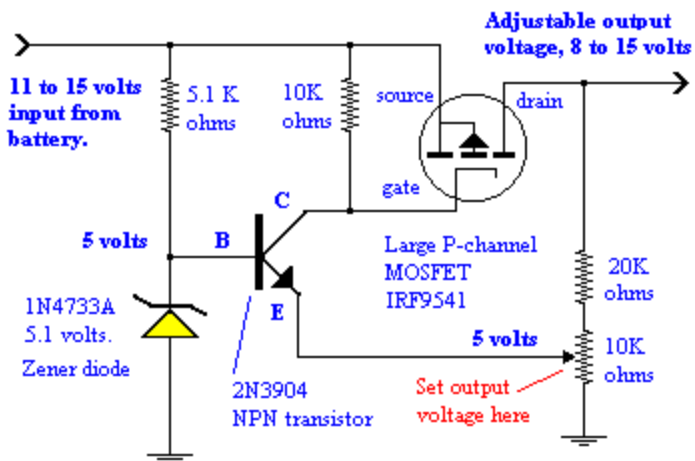 Adjustable output
voltage, 8 to 15 volts
11 to 15 volts
input from
battery.
5.1 K
ohms
10K
ohms
source
drain
gate
C
5 volts
B
E
Large P-channel
MOSFET
IRF9541
1N4733A
5.1 volts.
Zener diode
2N3904
NPN transistor
5 volts
Set output
voltage here
20K
ohms
10K
ohms